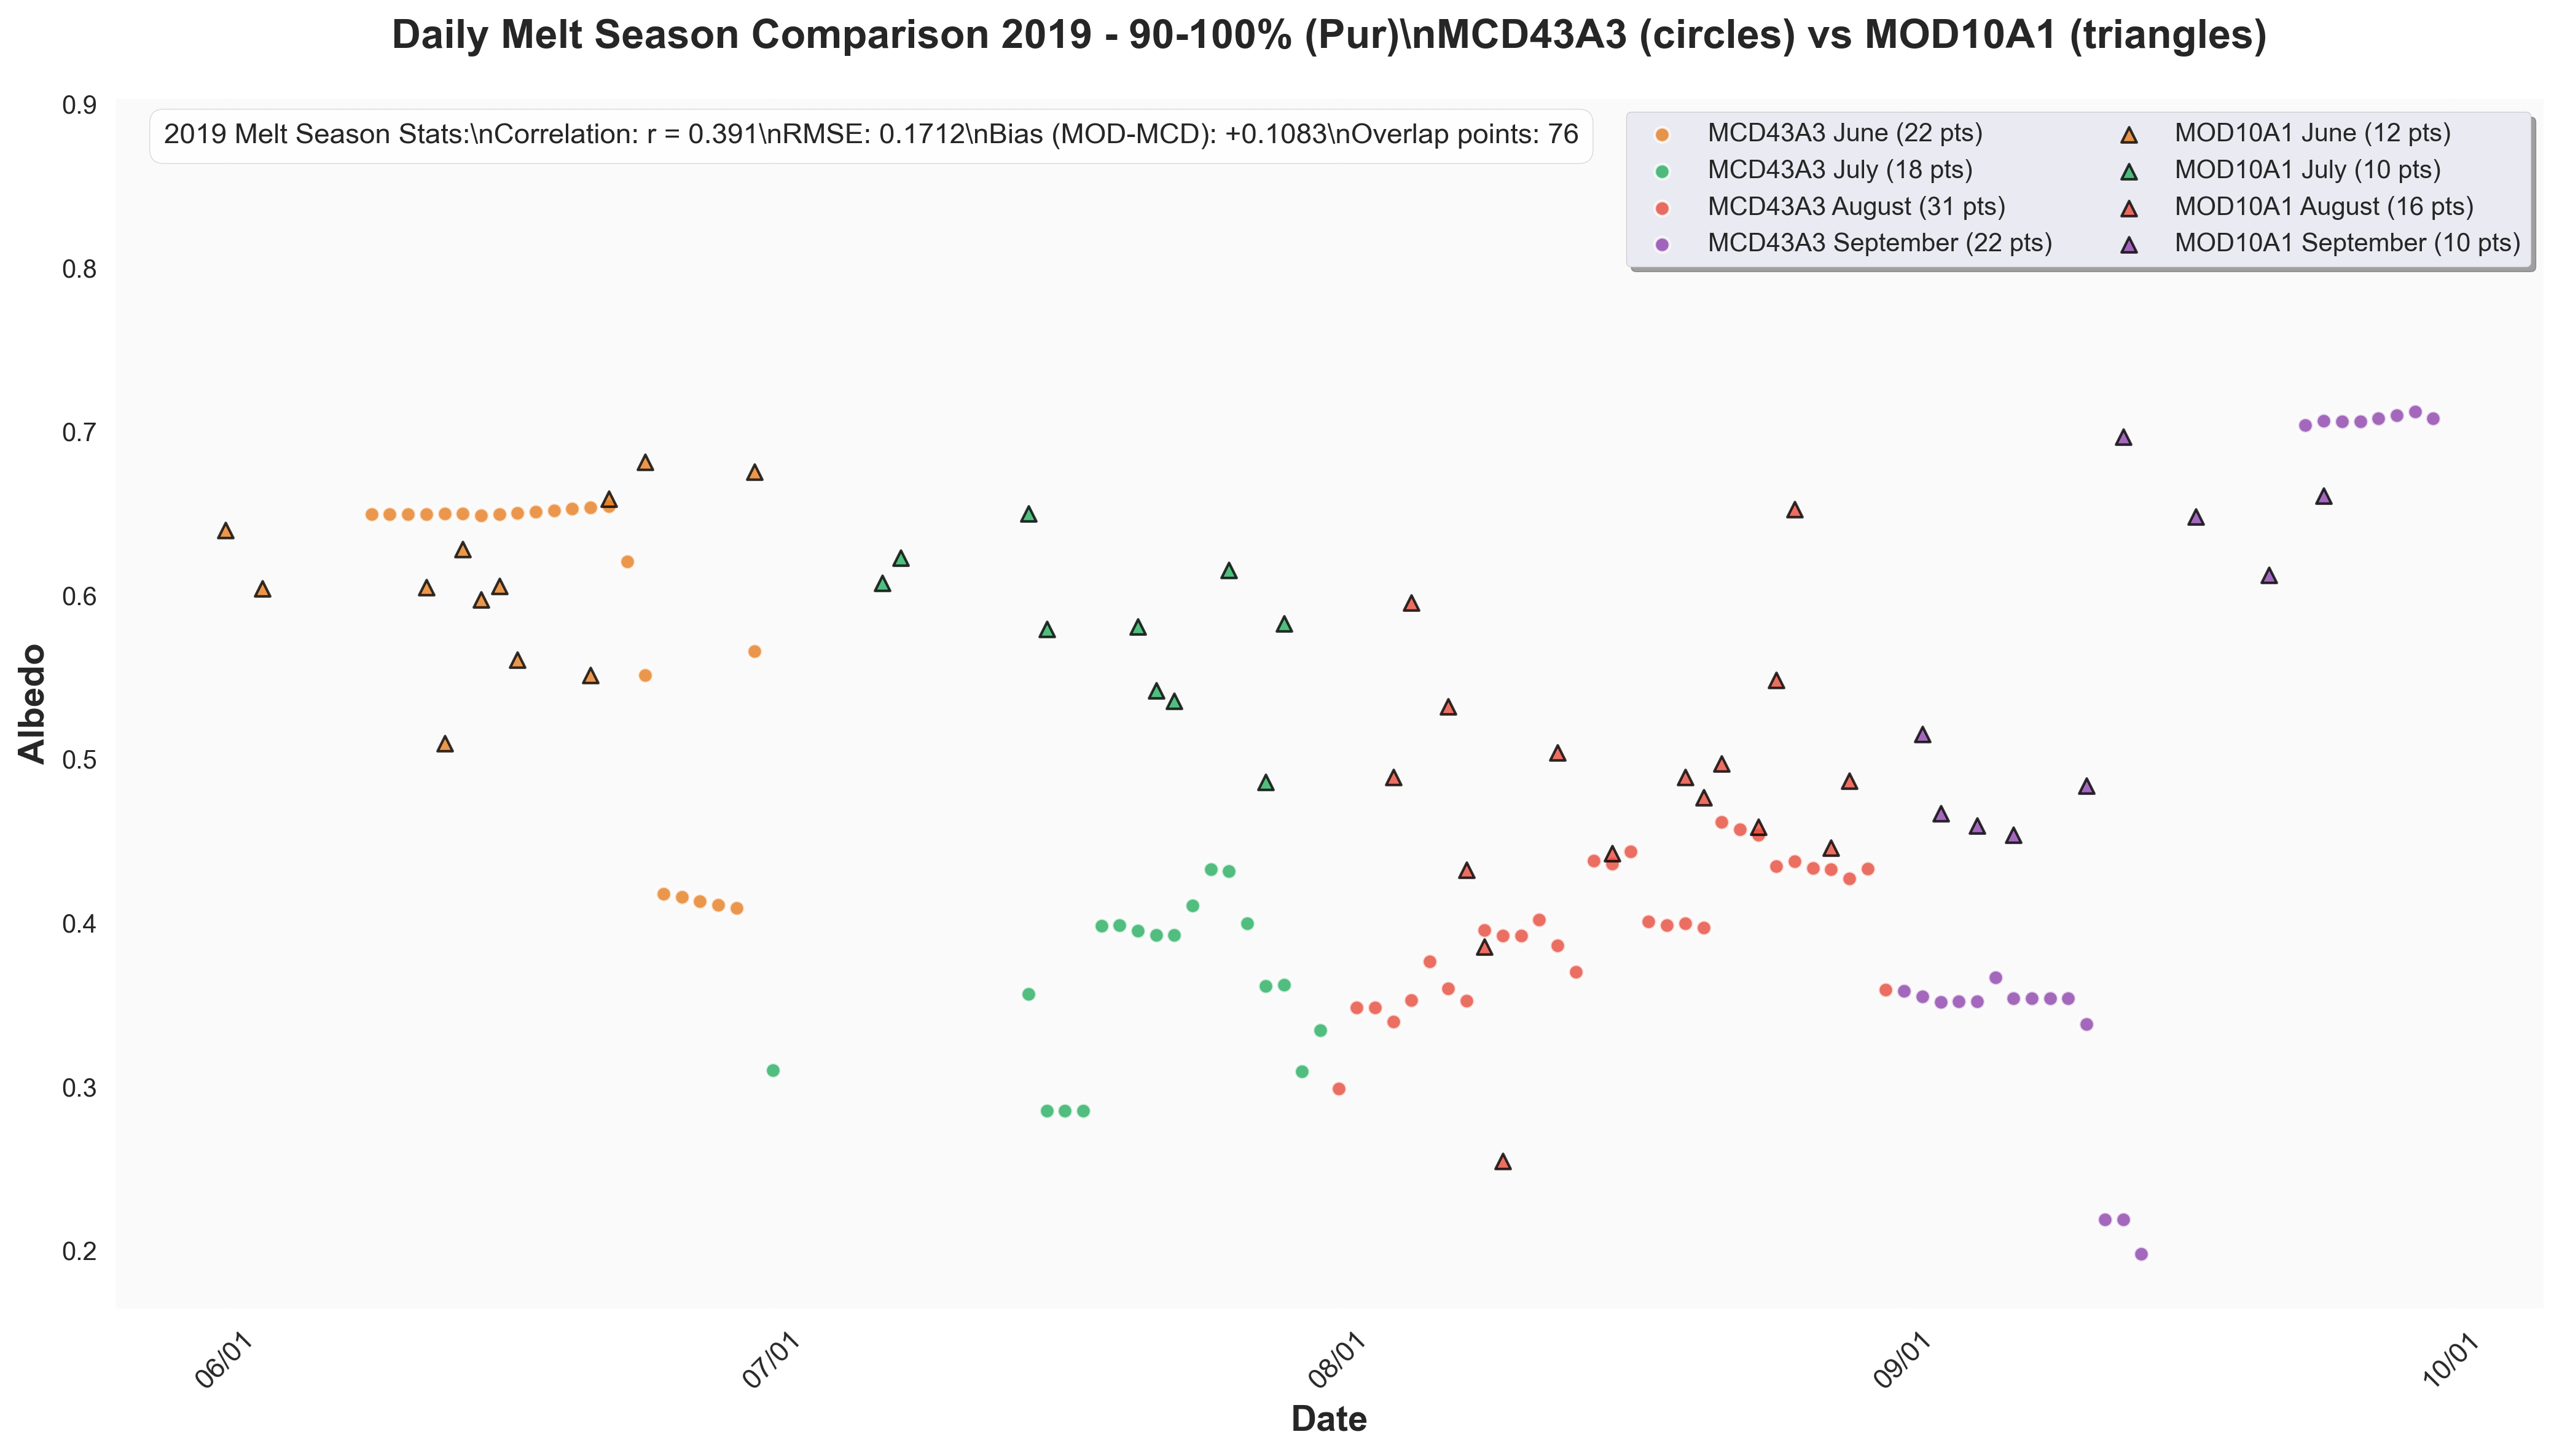 Daily Melt Season Comparison 2019 - 90-100% (Pur)\nMCD43A3 (circles) vs MOD10A1 (triangles)
2019 Melt Season Stats:\nCorrelation: r = 0.391\nRMSE: 0.1712\nBias (MOD-MCD): +0.1083\nOverlap points: 76
MCD43A3 June (22 pts)
MCD43A3 July (18 pts)
MCD43A3 August (31 pts)
MCD43A3 September (22 pts)
MOD10A1 June (12 pts)
MOD10A1 July (10 pts)
MOD10A1 August (16 pts)
MOD10A1 September (10 pts)
Albedo
0.9
0.8
0.7
0.6
0.5
0.4
0.3
0.2
06/01
07/01
08/01
09/01
10/01
Date